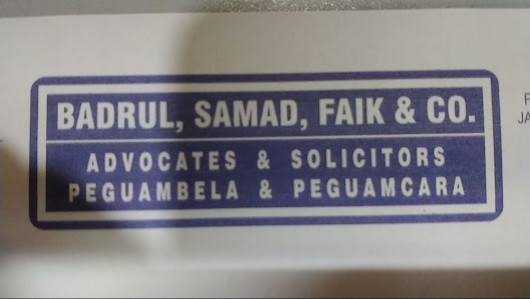 BADRUL, SAMAD, FAIK & CO.
ADVOCATES & SOLICITORS
PEGUAMBELA & PEGUAMCARA